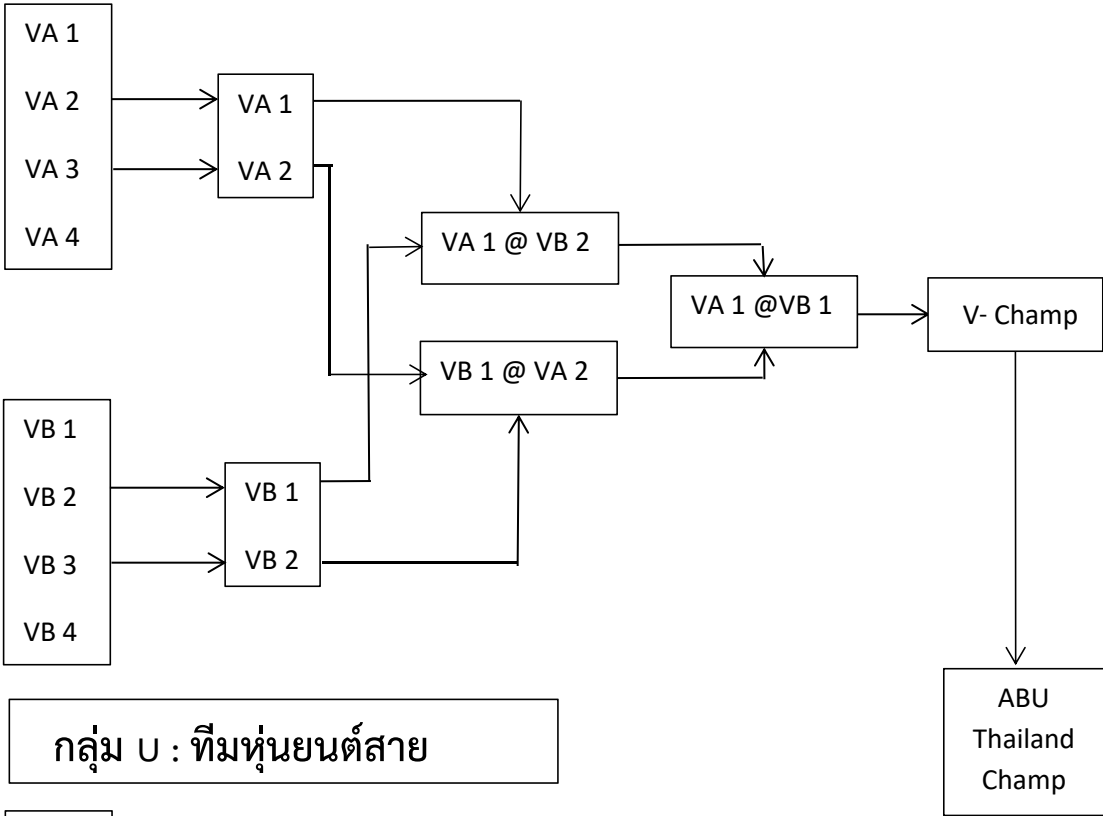 VA 1
VA 2
VA 3
VA 4
VA 1
VA 2
VA 1 @ VB 2
VB 1 @ VA 2
VA 1 @VB 1
V- Champ
VB 1
VB 2
VB 3
VB 4
VB 1
VB 2
ABU
Thailand
Champ
กลุ่ม U : ทีมหุ่นยนต์สาย